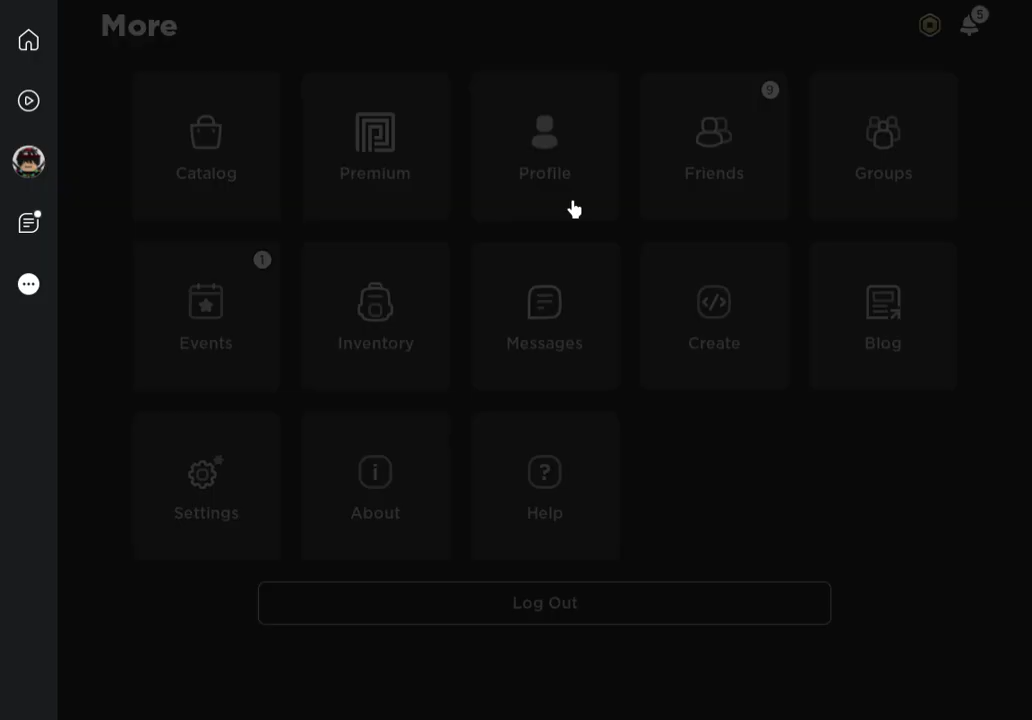 More
5
Catalog
Premium
Profile
9
Friends
Groups
1
Events
Inventory
Messages
Create
Blog
Settings
About
Help
Log Out